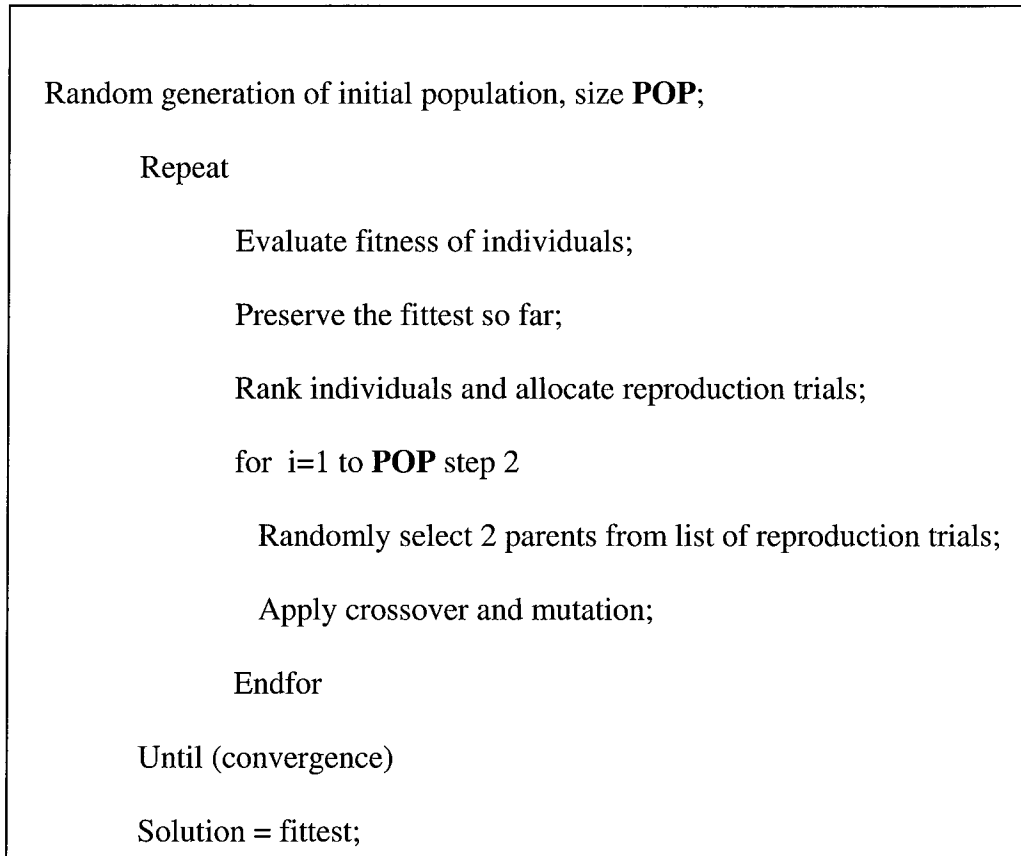 Random generation of initial population, size POP;
Repeat
Evaluate fitness of individuals;
Preserve the fittest so far;
Rank individuals and allocate reproduction trials;
for i=1 to POP step 2
Randomly select 2 parents from list of reproduction trials;
Apply crossover and mutation;
Endfor
Until (convergence)
Solution = fittest;